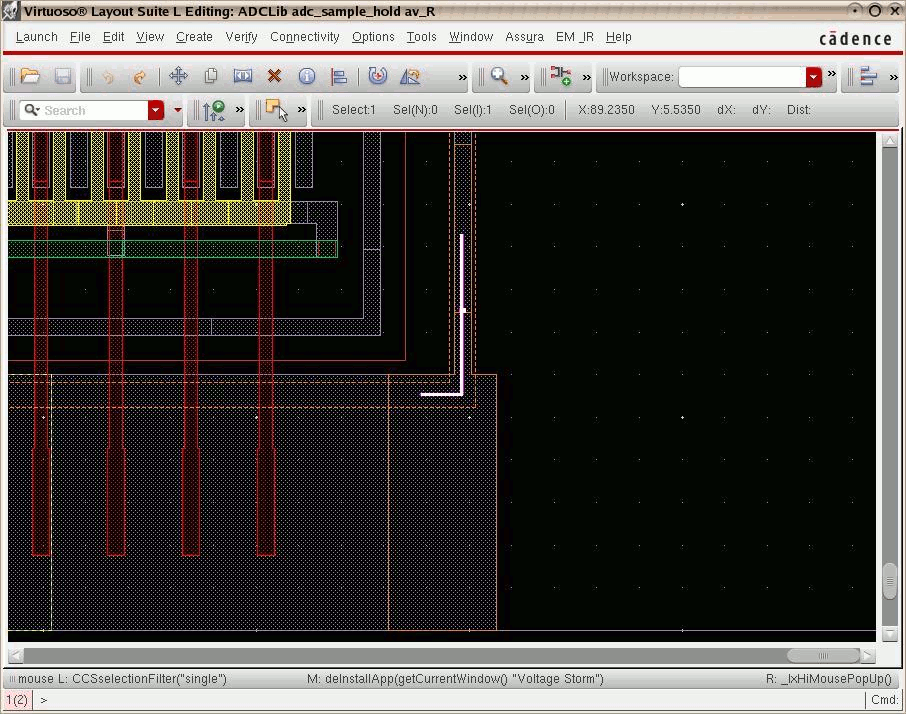 Virtuoso® Layout Suite L Editing: ADCLib adc_sample_hold av_R
Launch File Edit View Create Verify Connectivity Options Tools Window Assura EM_IR Help cādence
» » » Workspace: » »
Search » » Select:1 Sel(N):0 Sel(I):1 Sel(O):0 X:89.2350 Y:5.5350 dX: dY: Dist:
mouse L: CCSselectionFilter("single") M: deInstallApp(getCurrentWindow() "Voltage Storm") R: _lxHiMousePopUp()
1(2) > Cmd: